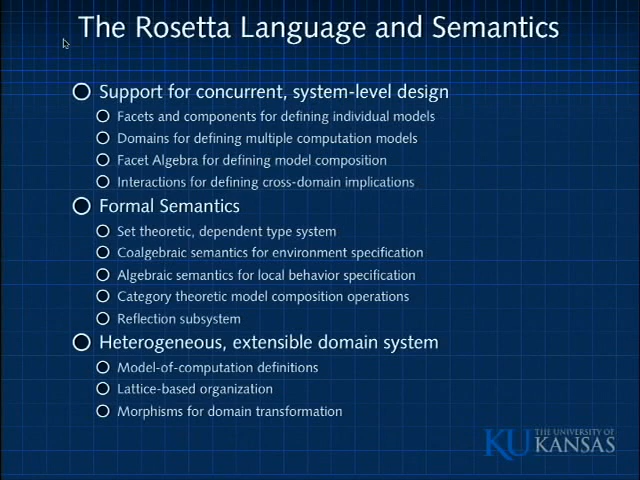 The Rosetta Language and Semantics
Support for concurrent, system-level design
Facets and components for defining individual models
Domains for defining multiple computation models
Facet Algebra for defining model composition
Interactions for defining cross-domain implications
Formal Semantics
Set theoretic, dependent type system
Coalgebraic semantics for environment specification
Algebraic semantics for local behavior specification
Category theoretic model composition operations
Reflection subsystem
Heterogeneous, extensible domain system
Model-of-computation definitions
Lattice-based organization
Morphisms for domain transformation
KU THE UNIVERSITY OF
KANSAS